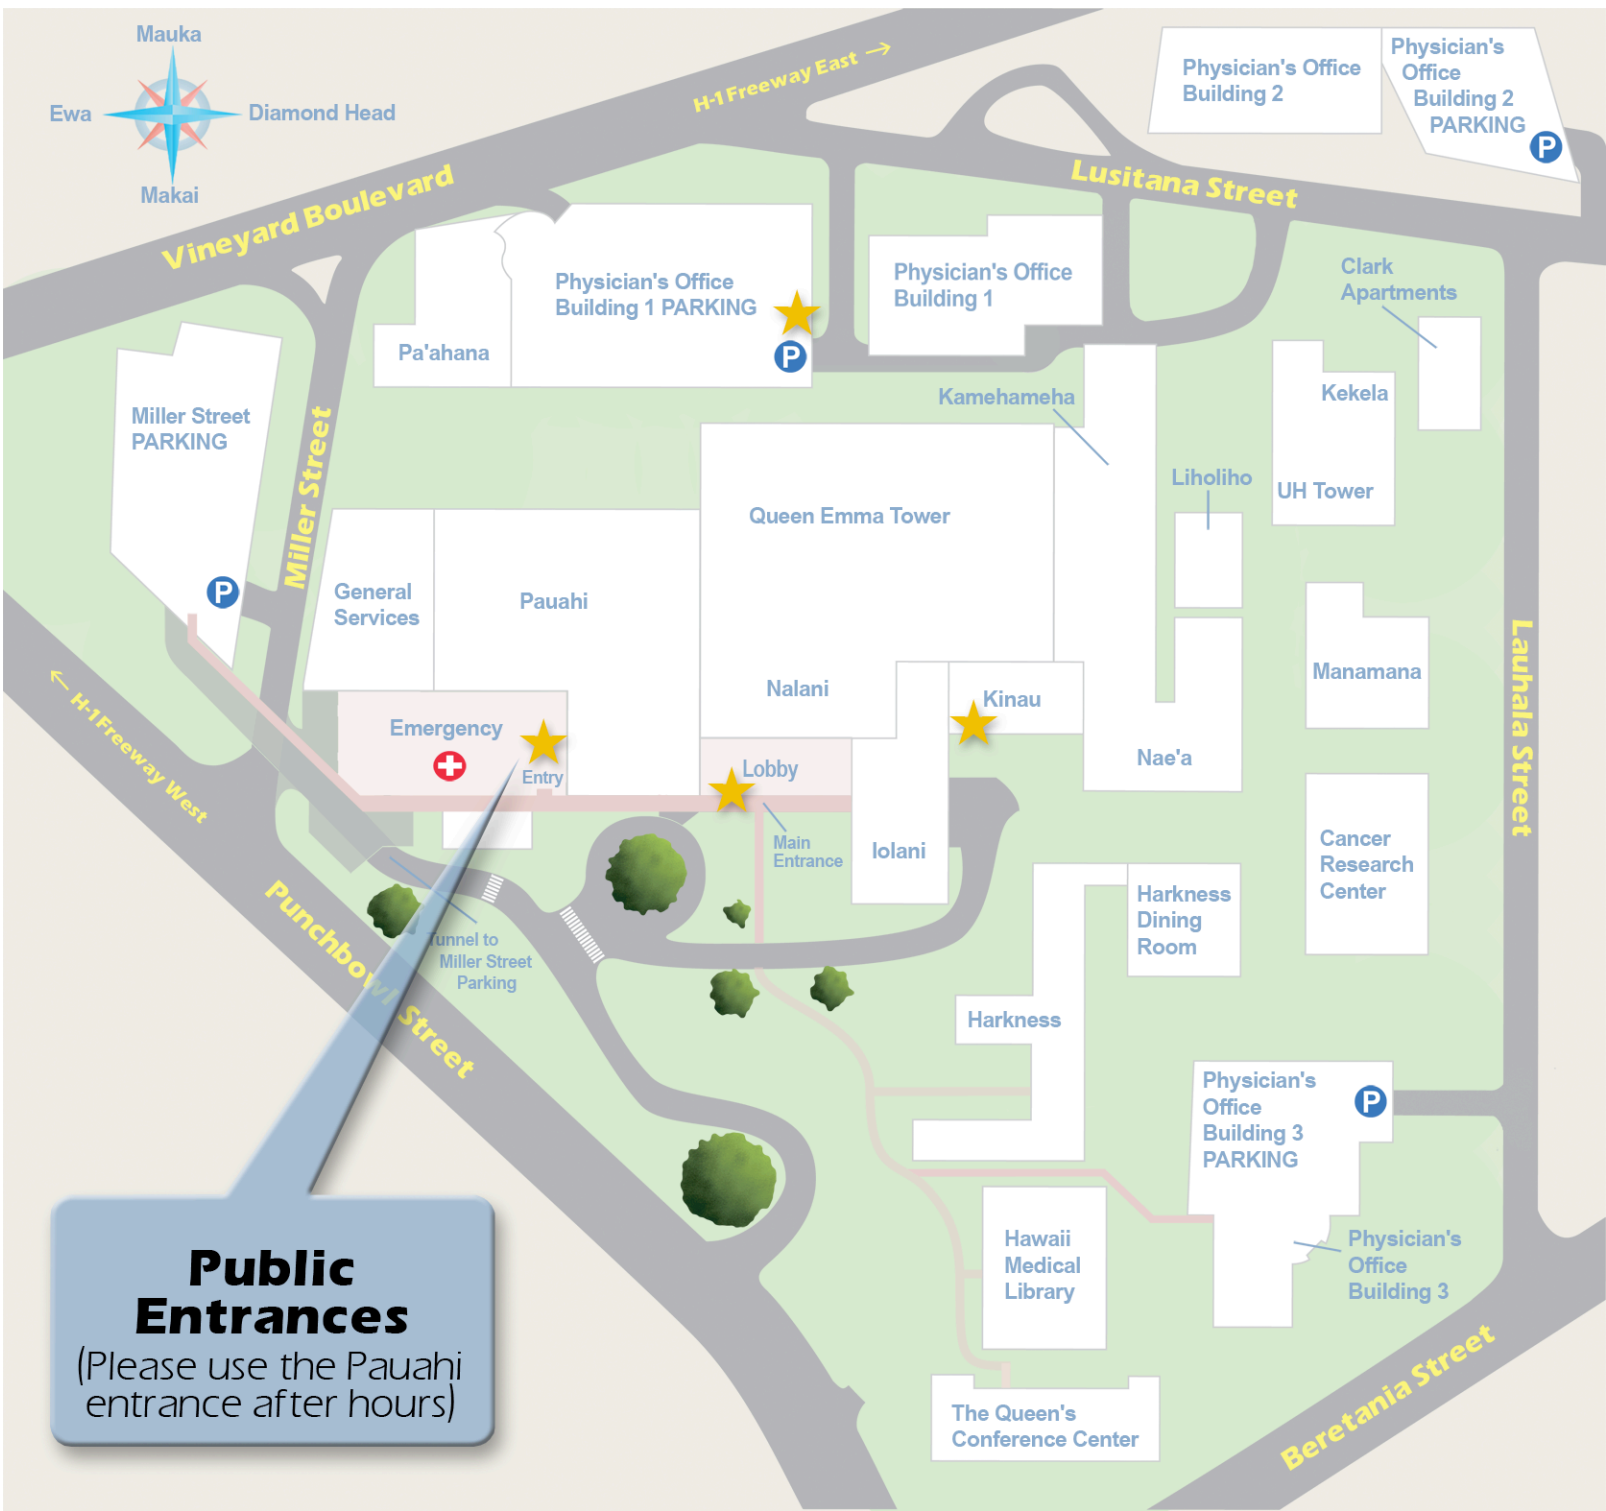 Mauka
Ewa
Diamond Head
Makai
H-1 Freeway East →
Physician's Office
Building 2
Physician's
Office
Building 2
PARKING
P
Vineyard Boulevard
Lusitana Street
Physician's Office
Building 1 PARKING
P
Physician's Office
Building 1
Clark
Apartments
Pa'ahana
Kamehameha
Kekela
UH Tower
Miller Street
PARKING
P
Miller Street
Queen Emma Tower
Liholiho
General
Services
Pauahi
Nalani
Kinau
Manamana
Lauhala Street
Emergency
Entry
Lobby
Nae'a
← H-1 Freeway West
Main
Entrance
Iolani
Cancer
Research
Center
Harkness
Dining
Room
Tunnel to
Miller Street
Parking
Punchbowl Street
Harkness
Physician's
Office
Building 3
PARKING
P
Hawaii
Medical
Library
Physician's
Office
Building 3
Public
Entrances
(Please use the Pauahi
entrance after hours)
The Queen's
Conference Center
Beretania Street